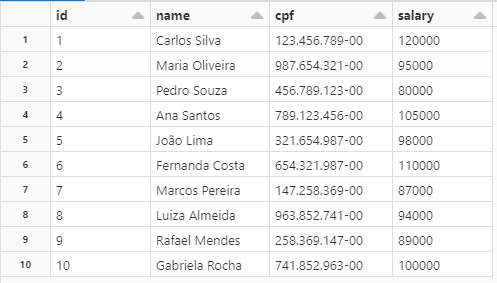 id name cpf salary
1 1 Carlos Silva 123.456.789-00 120000
2 2 Maria Oliveira 987.654.321-00 95000
3 3 Pedro Souza 456.789.123-00 80000
4 4 Ana Santos 789.123.456-00 105000
5 5 João Lima 321.654.987-00 98000
6 6 Fernanda Costa 654.321.987-00 110000
7 7 Marcos Pereira 147.258.369-00 87000
8 8 Luiza Almeida 963.852.741-00 94000
9 9 Rafael Mendes 258.369.147-00 89000
10 10 Gabriela Rocha 741.852.963-00 100000